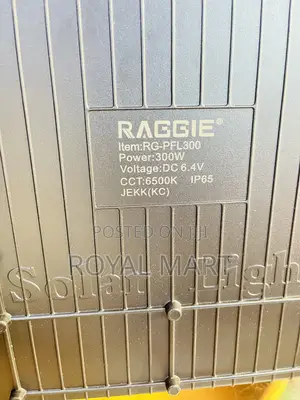 RAGGIE®
Item:RG-PFL300
Power:300W
Voltage:DC 6.4V
CCT:6500K IP65
JEKK(KC)
POSTED ON JIJI
ROYAL MART
Solar Light